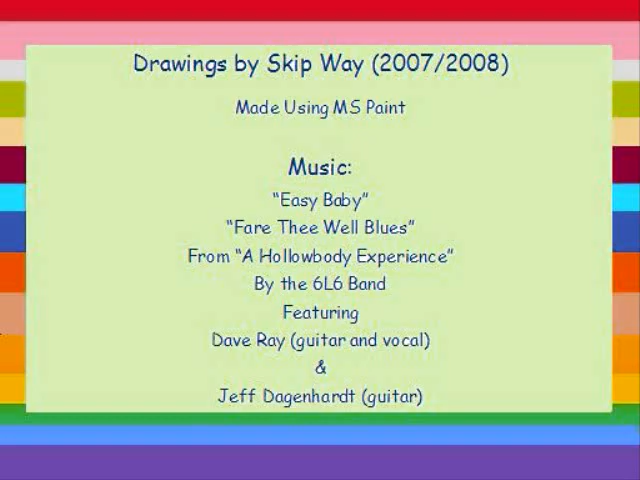 Drawings by Skip Way (2007/2008)
Made Using MS Paint
Music:
“Easy Baby”
“Fare Thee Well Blues”
From “A Hollowbody Experience”
By the 6L6 Band
Featuring
Dave Ray (guitar and vocal)
&
Jeff Dagenhardt (guitar)